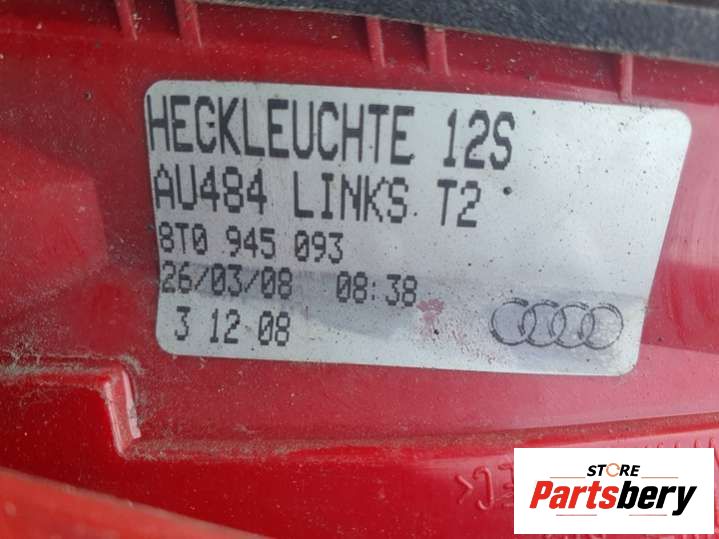 HECKLEUCHTE 12S
AU484 LINKS T2
8T0 945 093
26/03/08 08:38
3 12 08
STORE
Partsbery